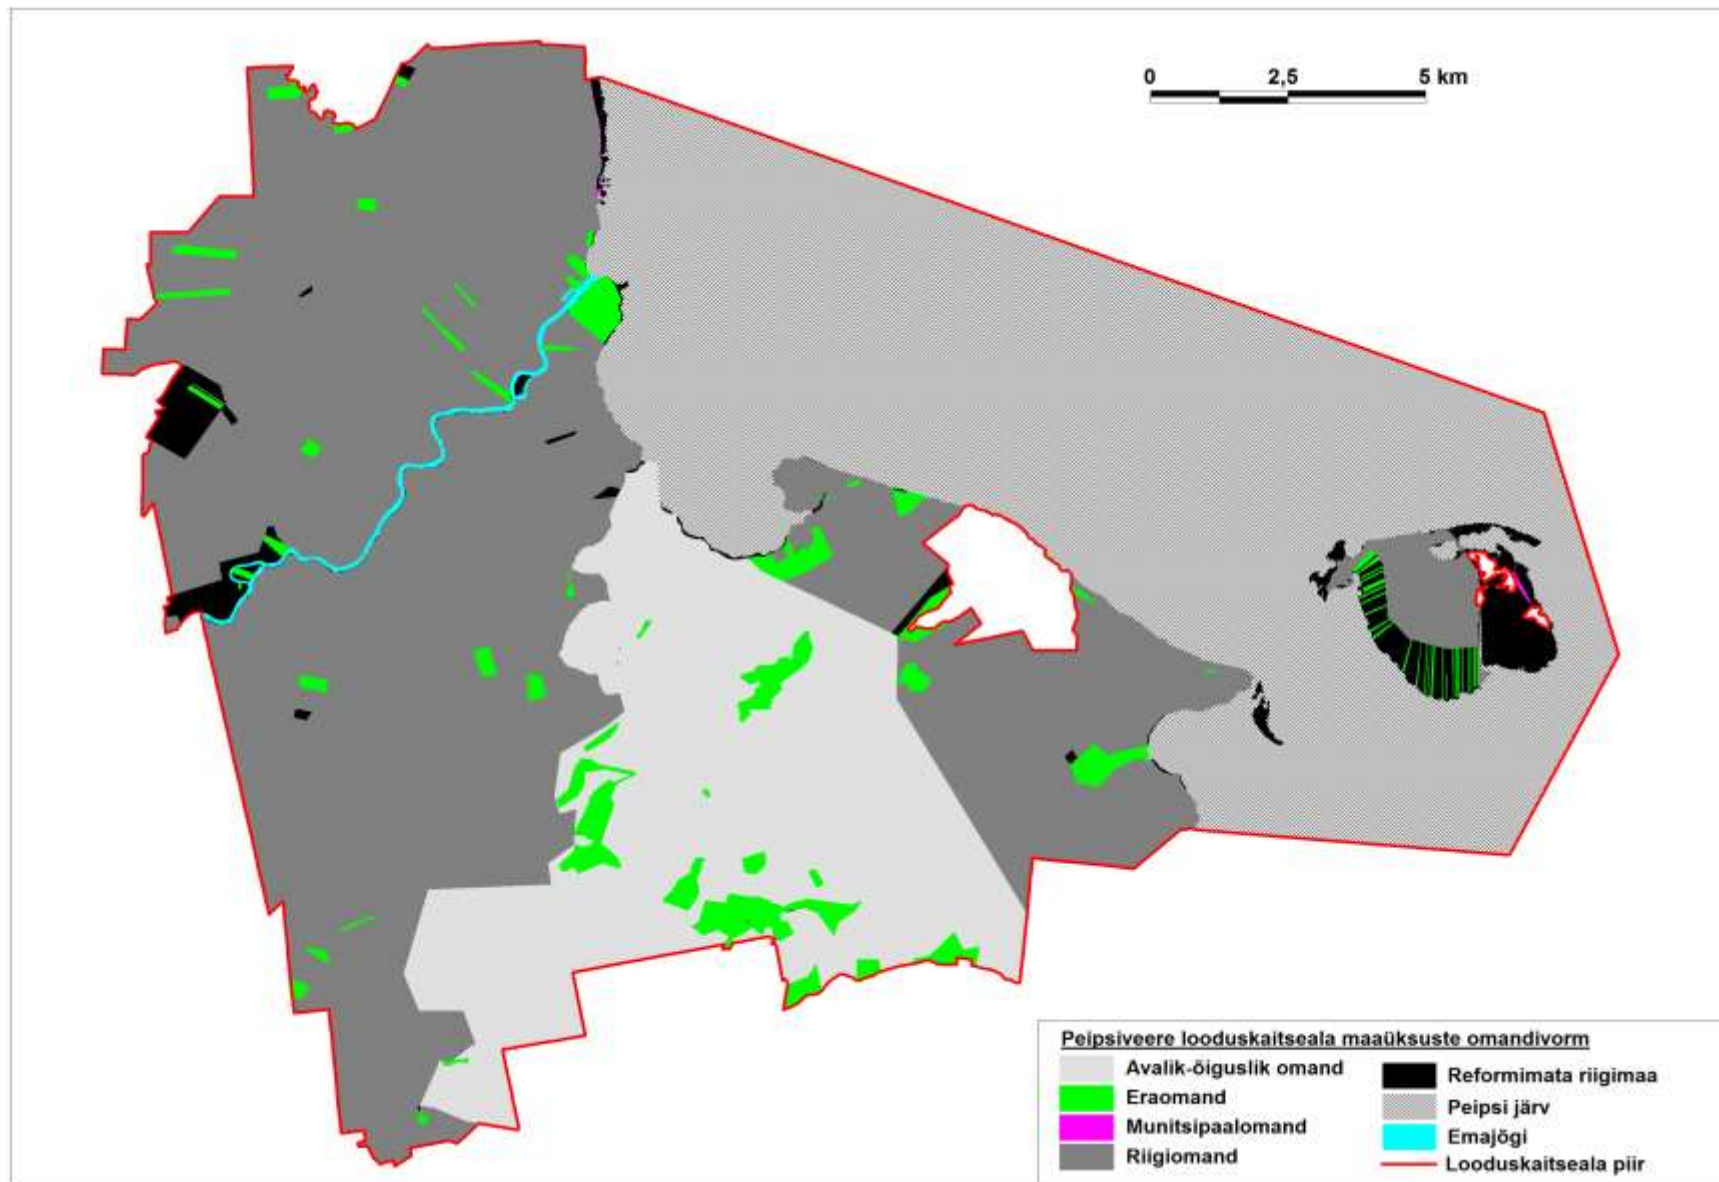 0 2,5 5 km
Peipsiveere looduskaitseala maaüksuste omandivorm
Avalik-õiguslik omand
Eraomand
Munitsipaalomand
Riigiomand
Reformimata riigimaa
Peipsi järv
Emajõgi
Looduskaitseala piir